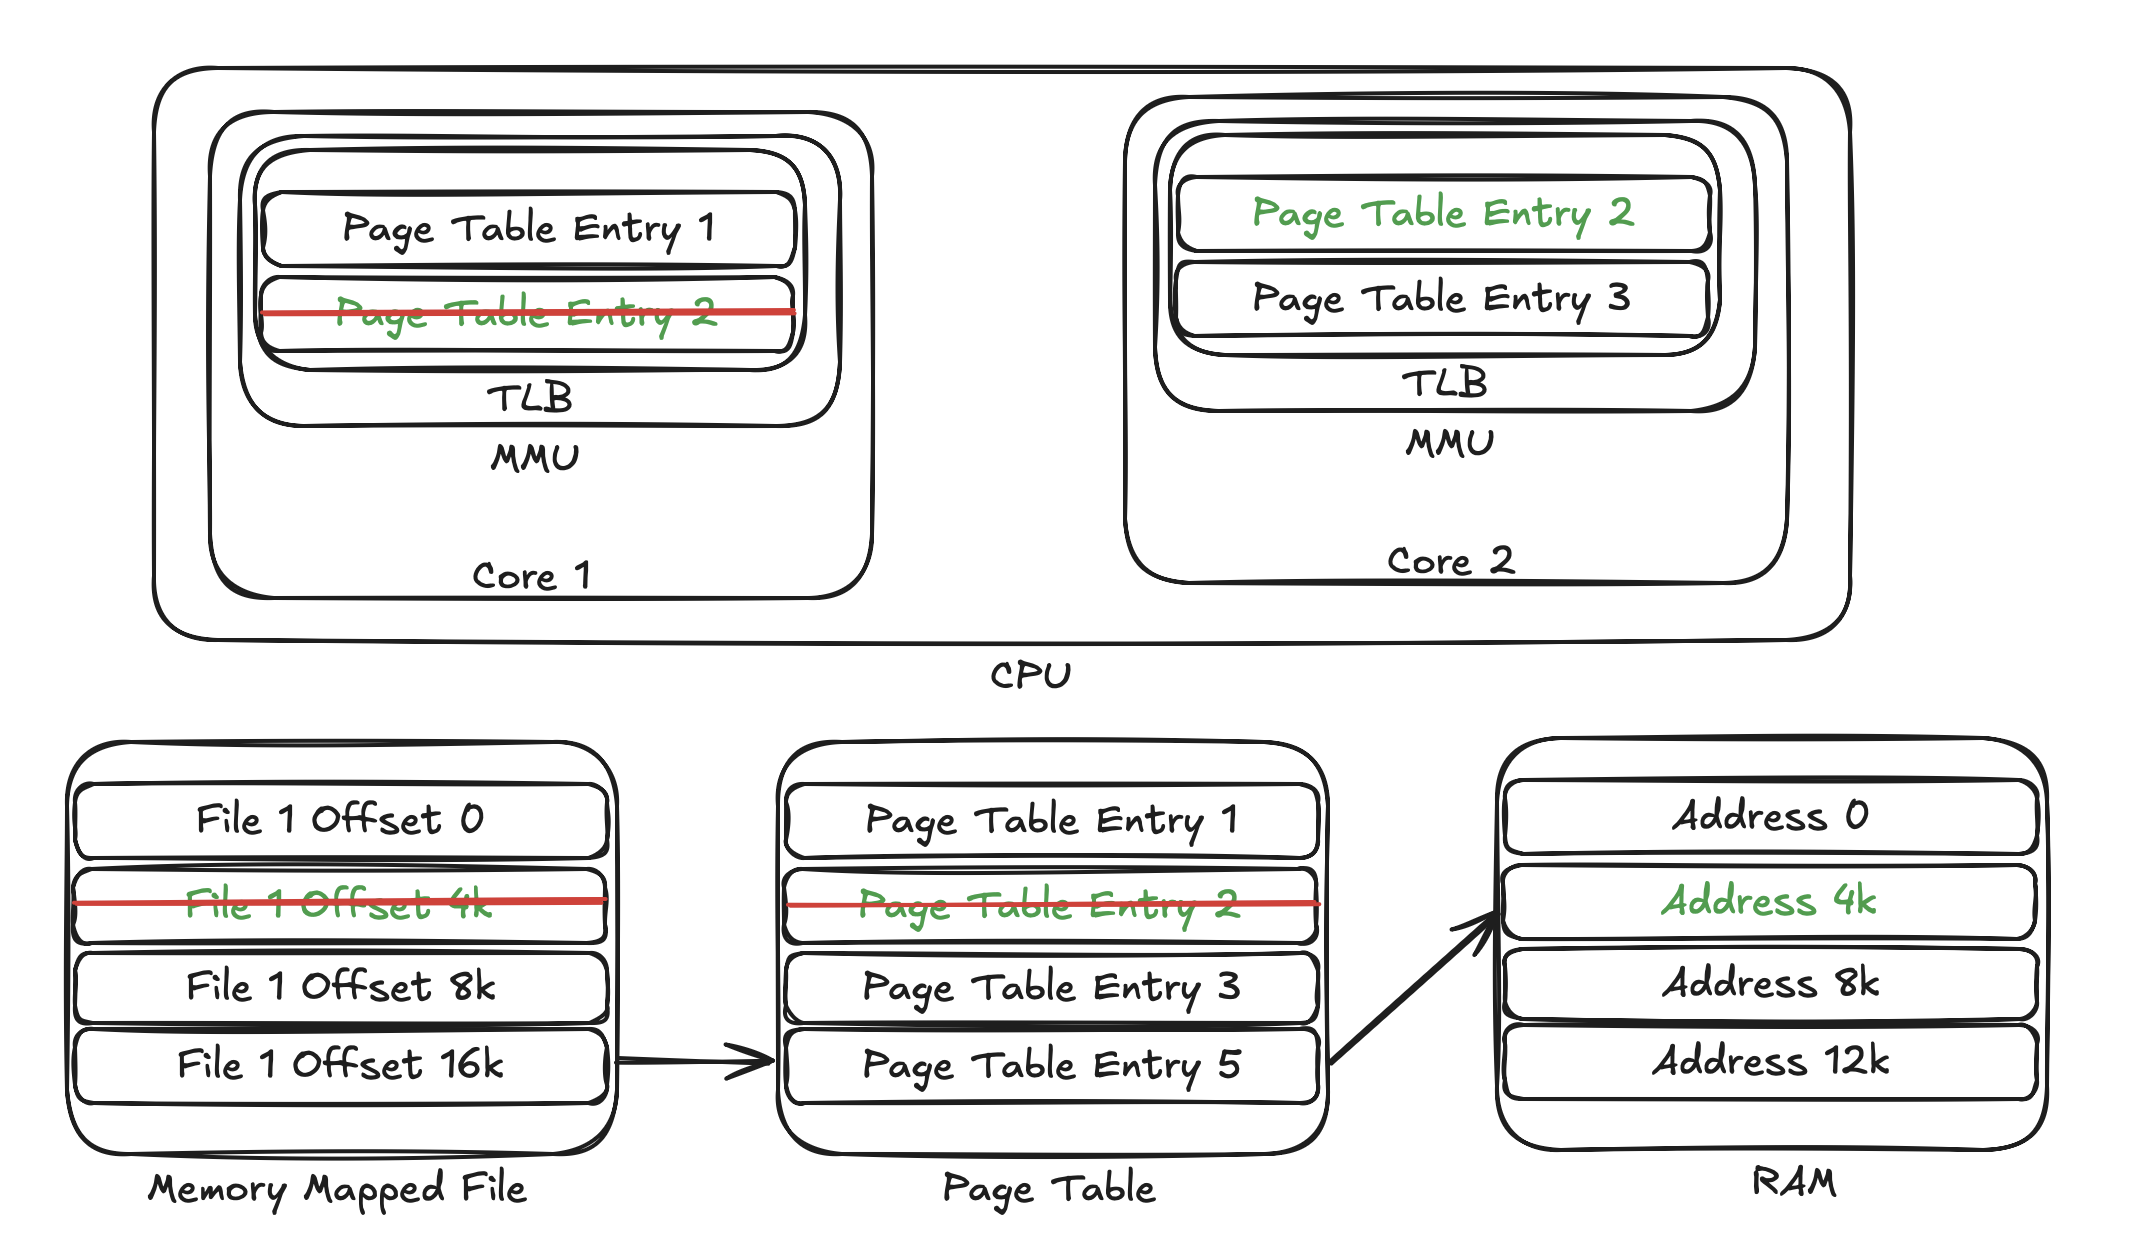 Page Table Entry 1
Page Table Entry 2
TLB
MMU
Core 1
Page Table Entry 2
Page Table Entry 3
TLB
MMU
Core 2
CPU
File 1 Offset 0
File 1 Offset 4k
File 1 Offset 8k
File 1 Offset 16k
Memory Mapped File
Page Table Entry 1
Page Table Entry 2
Page Table Entry 3
Page Table Entry 5
Page Table
Address 0
Address 4k
Address 8k
Address 12k
RAM